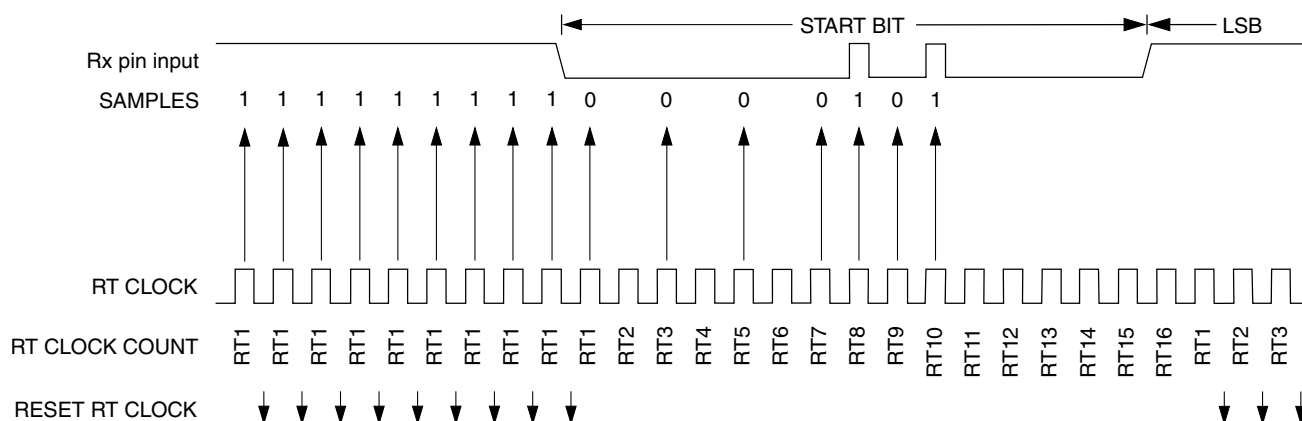 START BIT LSB
Rx pin input
SAMPLES 1 1 1 1 1 1 1 1 1 0 0 0 0 1 0 1
RT CLOCK
RT CLOCK COUNT RT1 RT1 RT1 RT1 RT1 RT1 RT1 RT1 RT1 RT1 RT2 RT3 RT4 RT5 RT6 RT7 RT8 RT9 RT10 RT11 RT12 RT13 RT14 RT15 RT16 RT1 RT2 RT3
RESET RT CLOCK